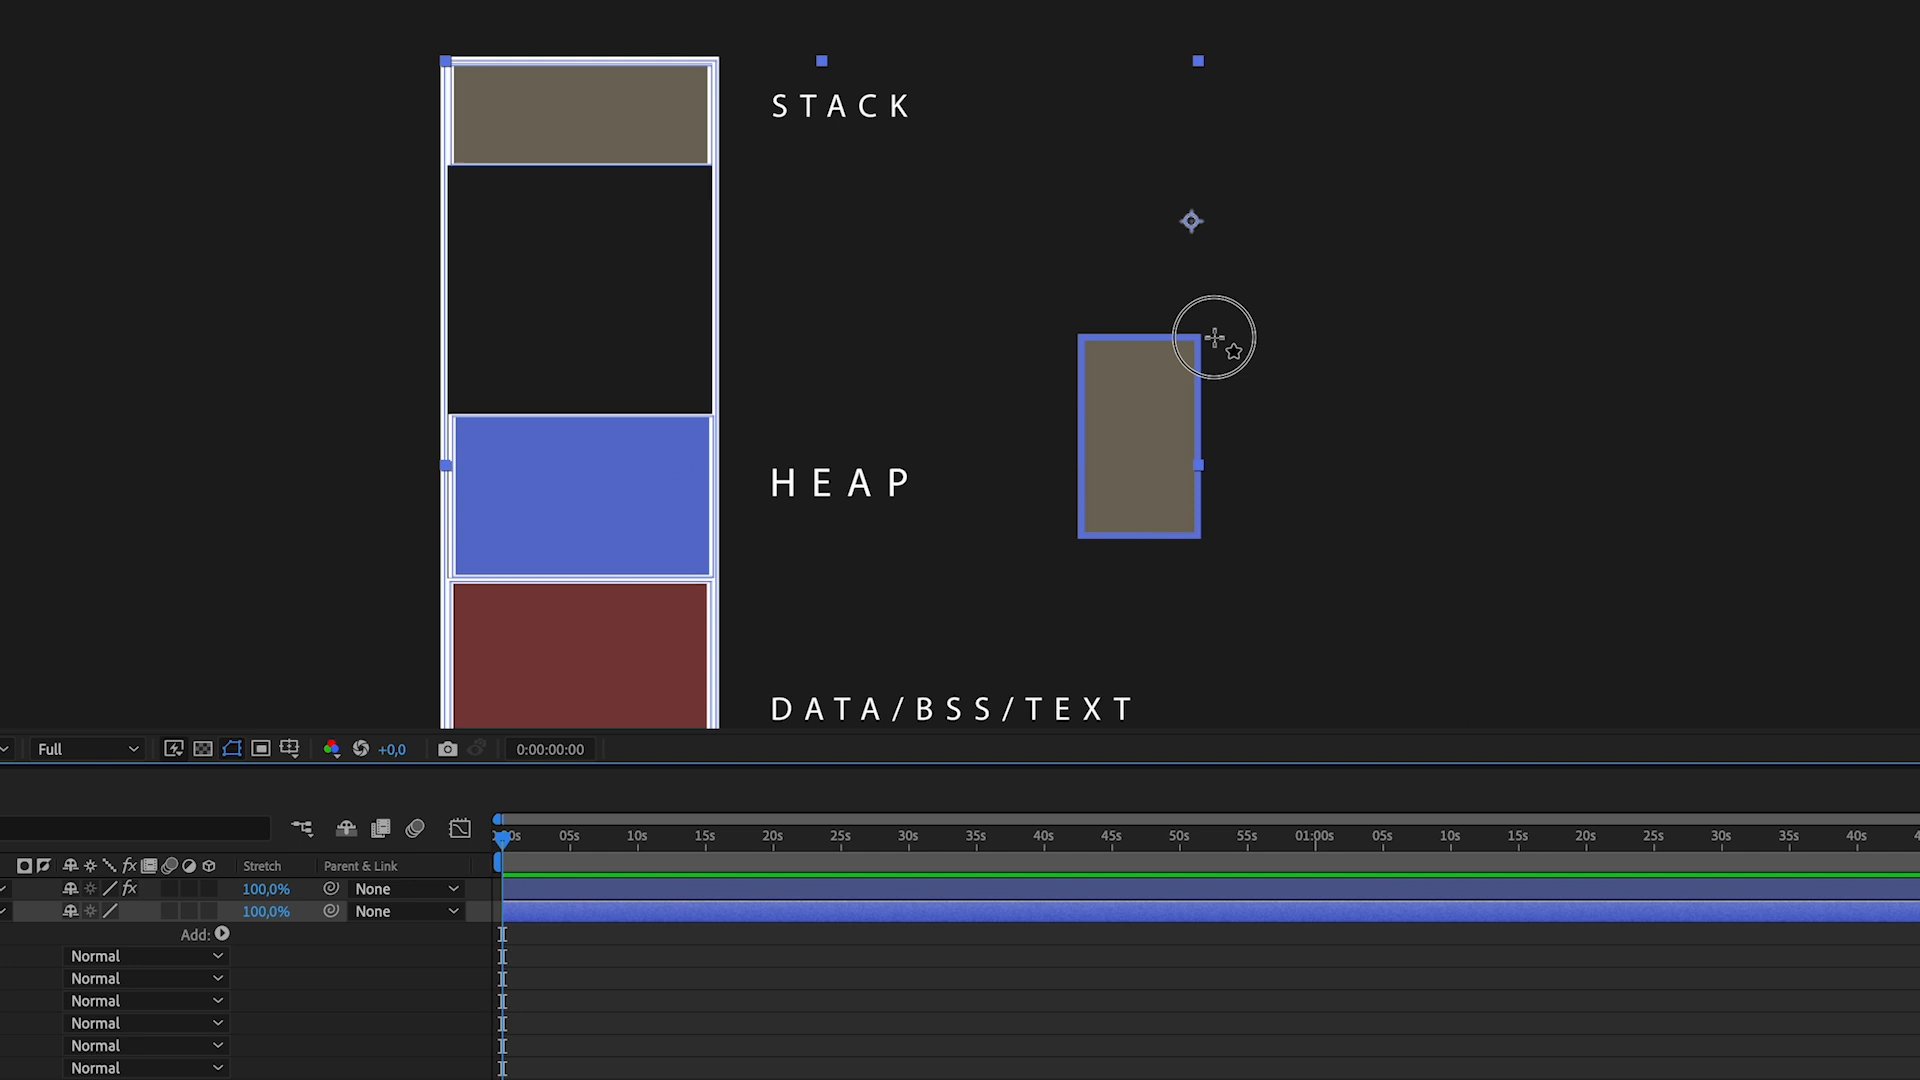 STACK
HEAP
DATA/BSS/TEXT
Full
+0,0
0:00:00:00
05s 10s 15s 20s 25s 30s 35s 40s 45s 50s 55s 01:00s 05s 10s 15s 20s 25s 30s 35s 40s
fx Stretch Parent & Link
fx 100,0% None
100,0% None
Add:
Normal
Normal
Normal
Normal
Normal
Normal